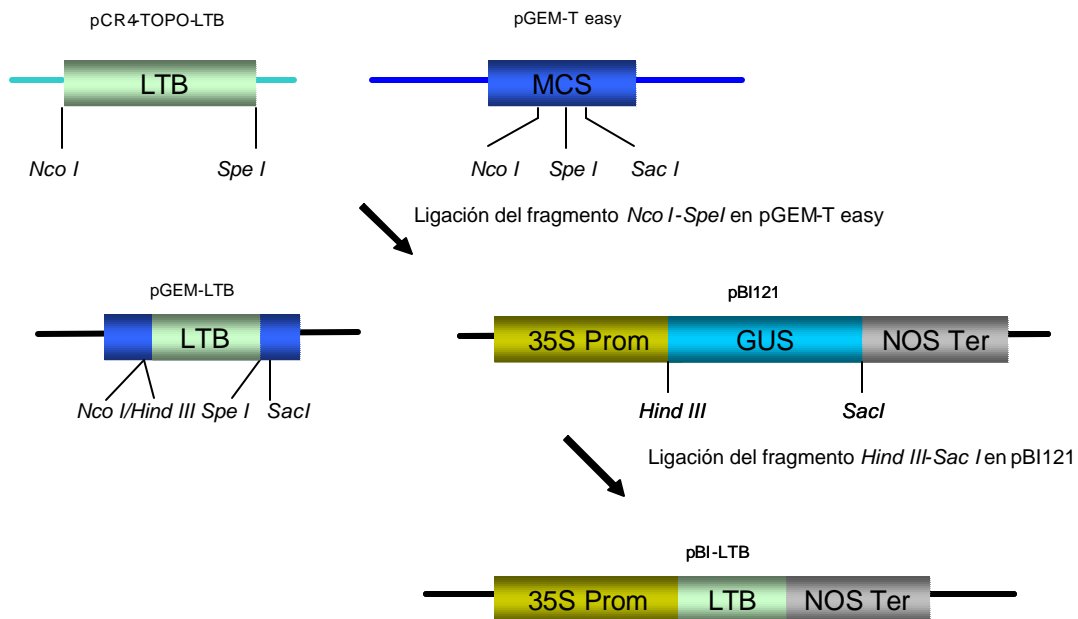 pCR4-TOPO-LTB
pGEM-T easy
LTB
MCS
Nco I
Spe I
Nco I
Spe I
Sac I
Ligación del fragmento Nco I-SpeI en pGEM-T easy
pGEM-LTB
pBI121
LTB
35S Prom
GUS
NOS Ter
Nco I/Hind III
Spe I
SacI
Hind III
SacI
Ligación del fragmento Hind III-Sac I en pBI121
pBI-LTB
35S Prom
LTB
NOS Ter